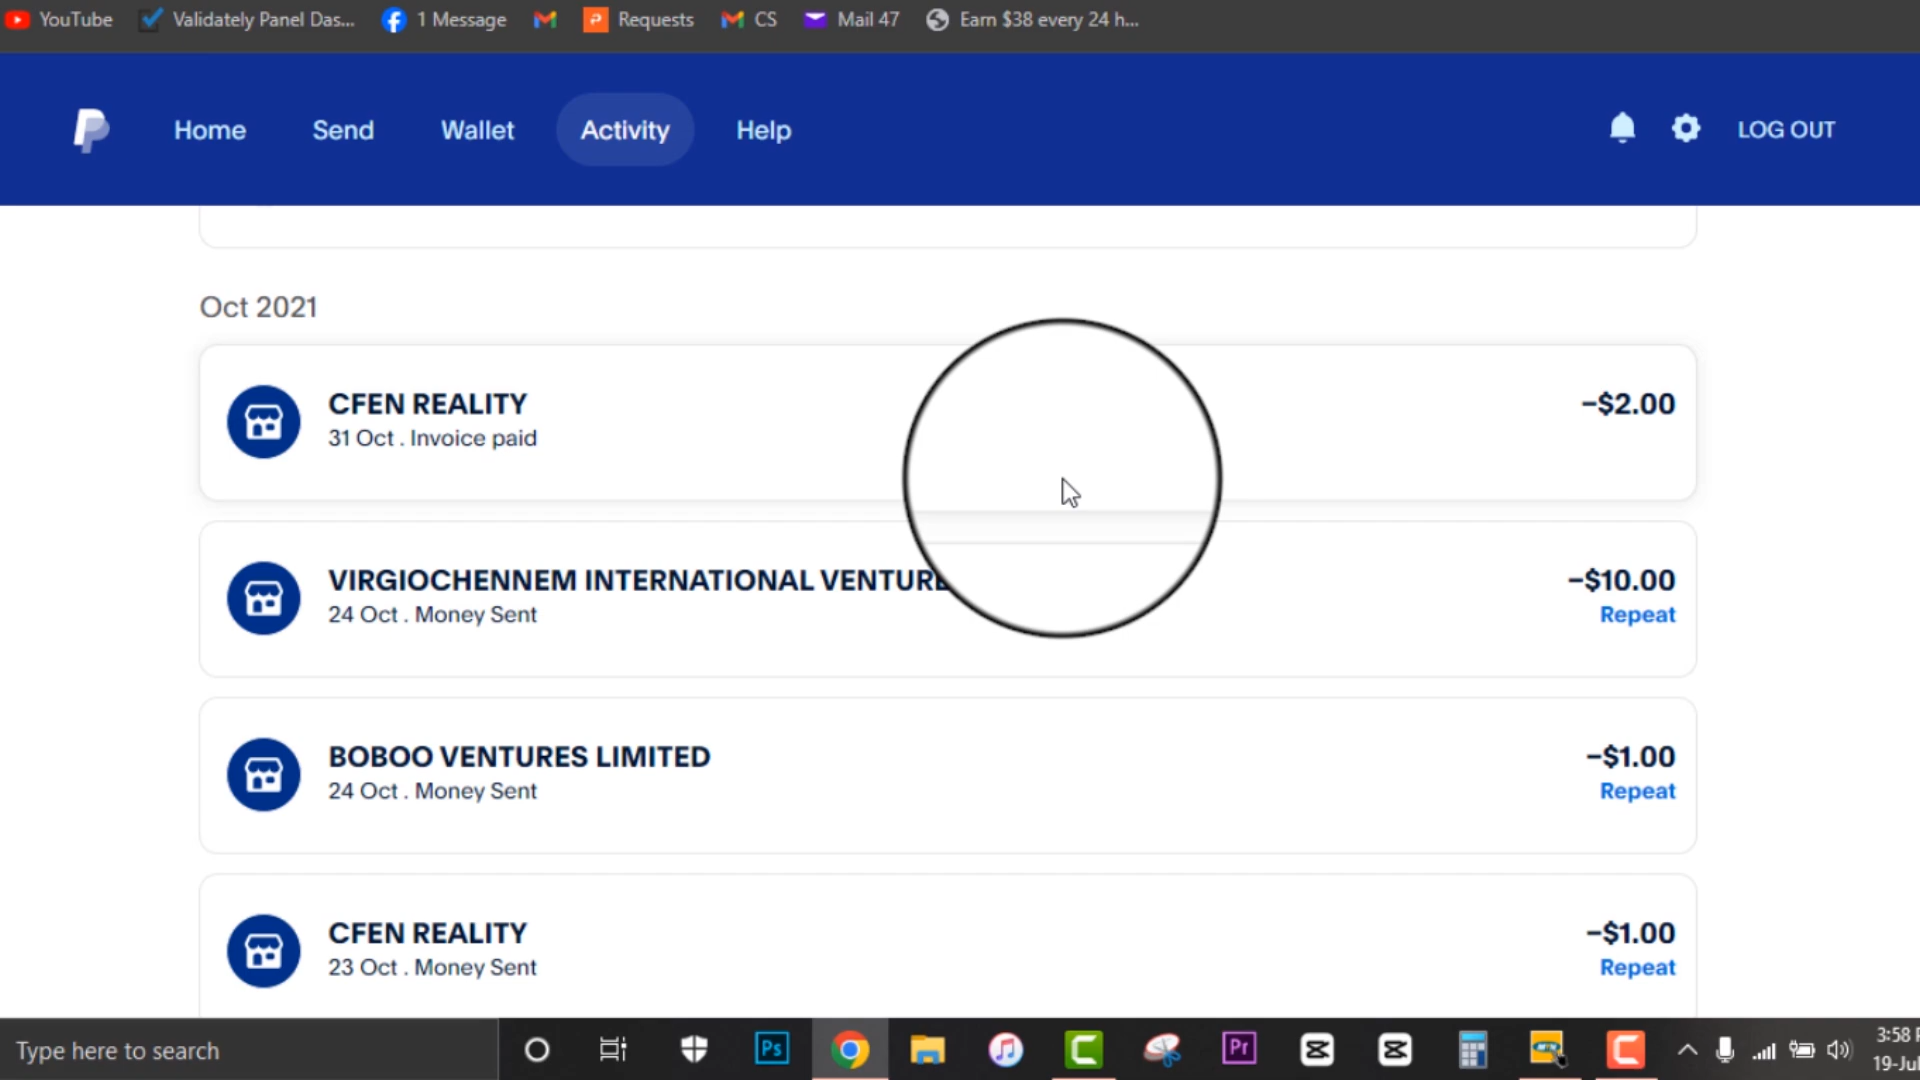 YouTube Validately Panel Das... 1 Message Requests CS Mail 47 Earn $38 every 24 h...
Home Send Wallet Activity Help LOG OUT
Oct 2021
CFEN REALITY −$2.00
31 Oct . Invoice paid
VIRGIOCHENNEM INTERNATIONAL −$10.00
24 Oct . Money Sent Repeat
BOBOO VENTURES LIMITED −$1.00
24 Oct . Money Sent Repeat
CFEN REALITY −$1.00
23 Oct . Money Sent Repeat
Type here to search Ps Pr 3:58